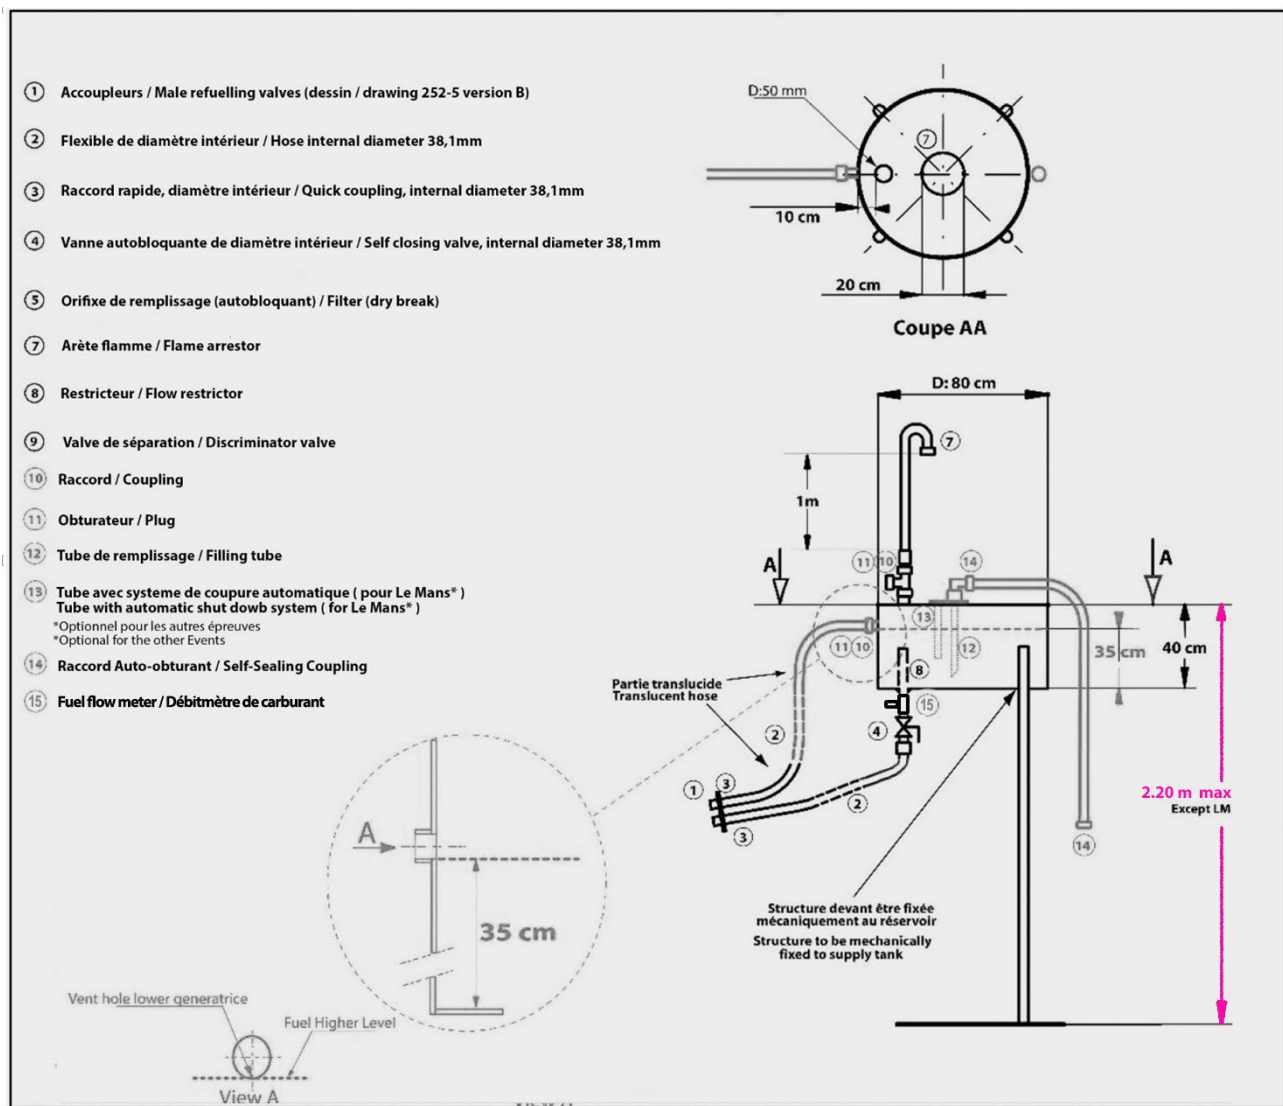 1 Accoupleurs / Male refuelling valves (dessin / drawing 252-5 version B)
2 Flexible de diamètre intérieur / Hose internal diameter 38,1mm
3 Raccord rapide, diamètre intérieur / Quick coupling, internal diameter 38,1mm
4 Vanne autobloquante de diamètre intérieur / Self closing valve, internal diameter 38,1mm
5 Orifixe de remplissage (autobloquant) / Filter (dry break)
7 Arète flamme / Flame arrestor
8 Restricteur / Flow restrictor
9 Valve de séparation / Discriminator valve
10 Raccord / Coupling
11 Obturateur / Plug
12 Tube de remplissage / Filling tube
13 Tube avec systeme de coupure automatique ( pour Le Mans* )
Tube with automatic shut dowb system ( for Le Mans* )
*Optionnel pour les autres épreuves
*Optional for the other Events
14 Raccord Auto-obturant / Self-Sealing Coupling
15 Fuel flow meter / Débitmètre de carburant
D:50 mm
7
10 cm
20 cm
Coupe AA
D: 80 cm
7
1m
A
11 10
14
A
13
11 10
12
35 cm
40 cm
8
Partie translucide
Translucent hose
15
2
4
1
3
2
3
2.20 m max
Except LM
14
A
35 cm
Structure devant être fixée
mécaniquement au réservoir
Structure to be mechanically
fixed to supply tank
Vent hole lower generatrice
Fuel Higher Level
View A